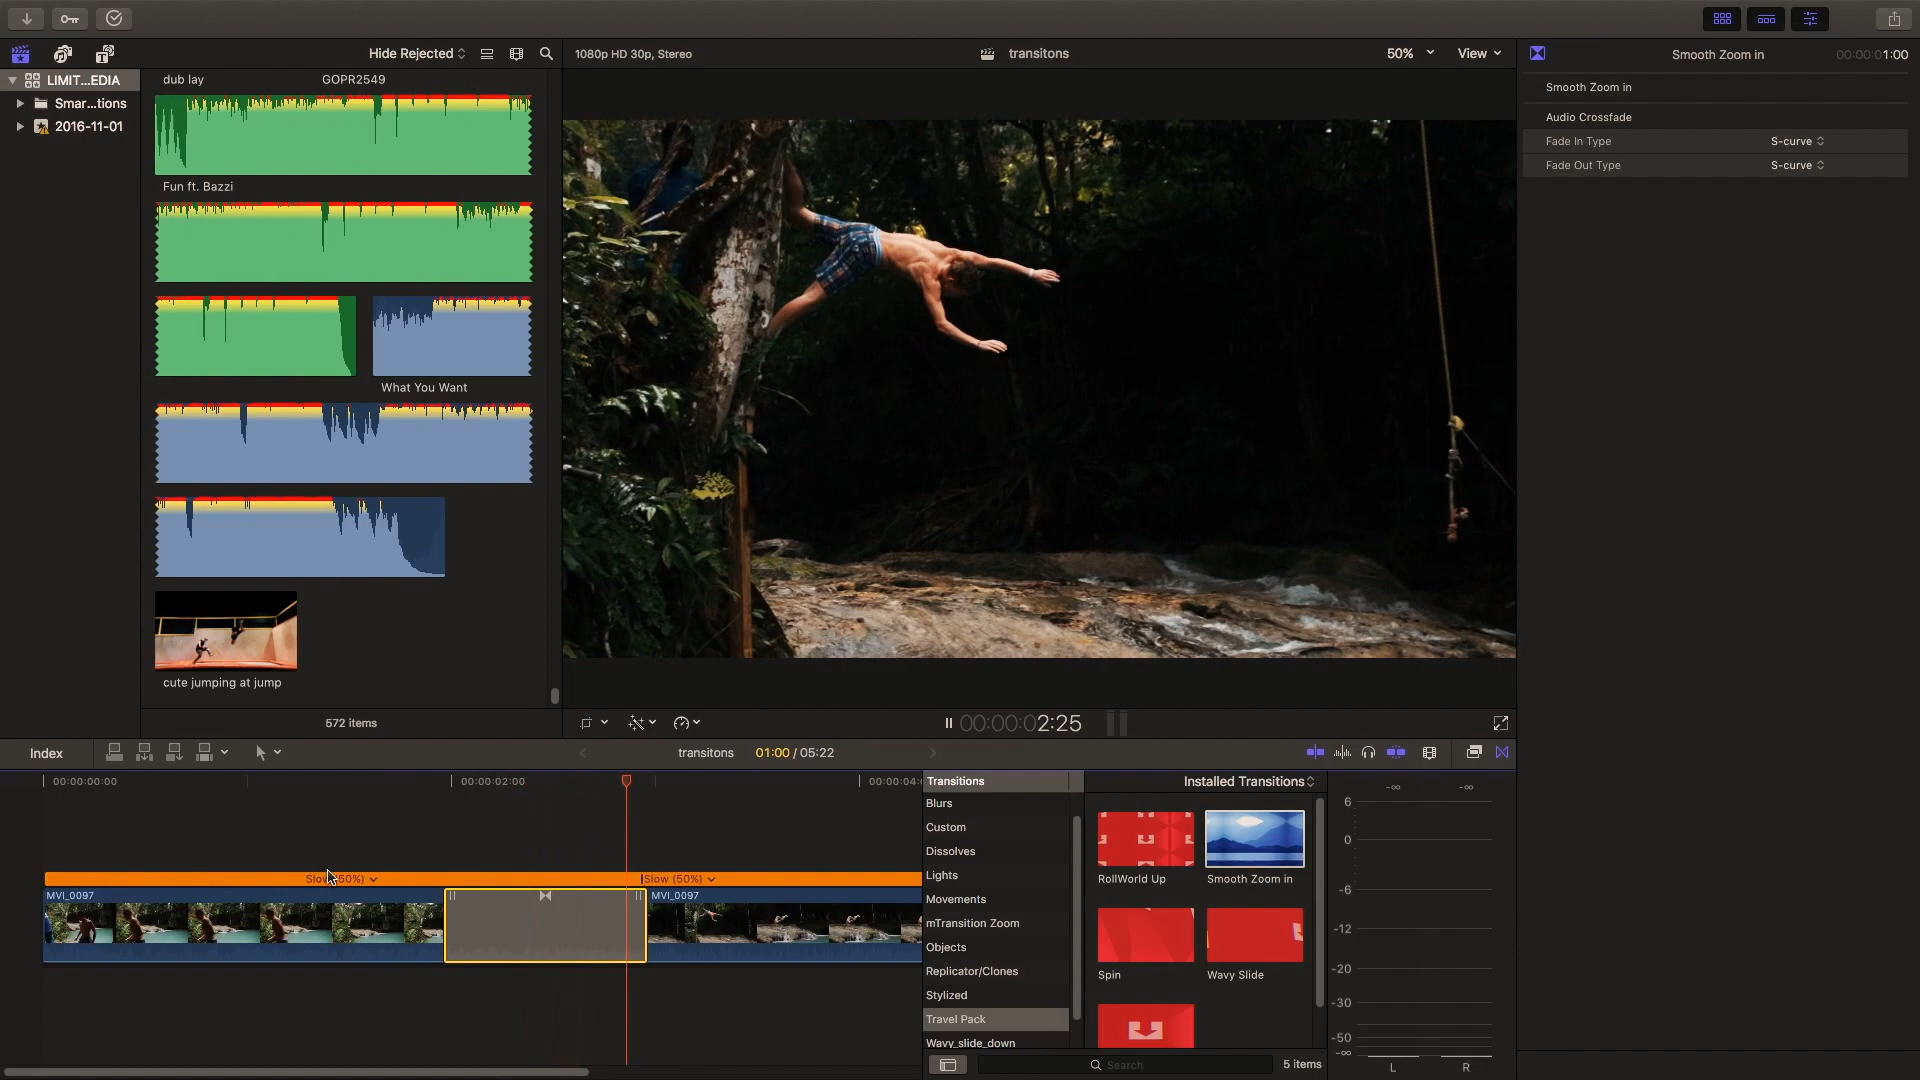 Hide Rejected
1080p HD 30p, Stereo
transitons
50%
View
Smooth Zoom in
00:00:01:00
LIMIT...EDIA
Smar...tions
2016-11-01
dub lay
GOPR2549
Fun ft. Bazzi
What You Want
cute jumping at jump
572 items
Smooth Zoom in
Audio Crossfade
Fade In Type
S-curve
Fade Out Type
S-curve
00:00:02:25
Index
transitons
01:00 / 05:22
00:00:00:00
00:00:02:00
00:00:04:
Slow (50%)
Slow (50%)
MVI_0097
MVI_0097
Transitions
Blurs
Custom
Dissolves
Lights
Movements
mTransition Zoom
Objects
Replicator/Clones
Stylized
Travel Pack
Wavy_slide_down
Installed Transitions
RollWorld Up
Smooth Zoom in
Spin
Wavy Slide
Search
5 items
-∞
-∞
6
0
-6
-12
-20
-30
-50
-∞
L
R